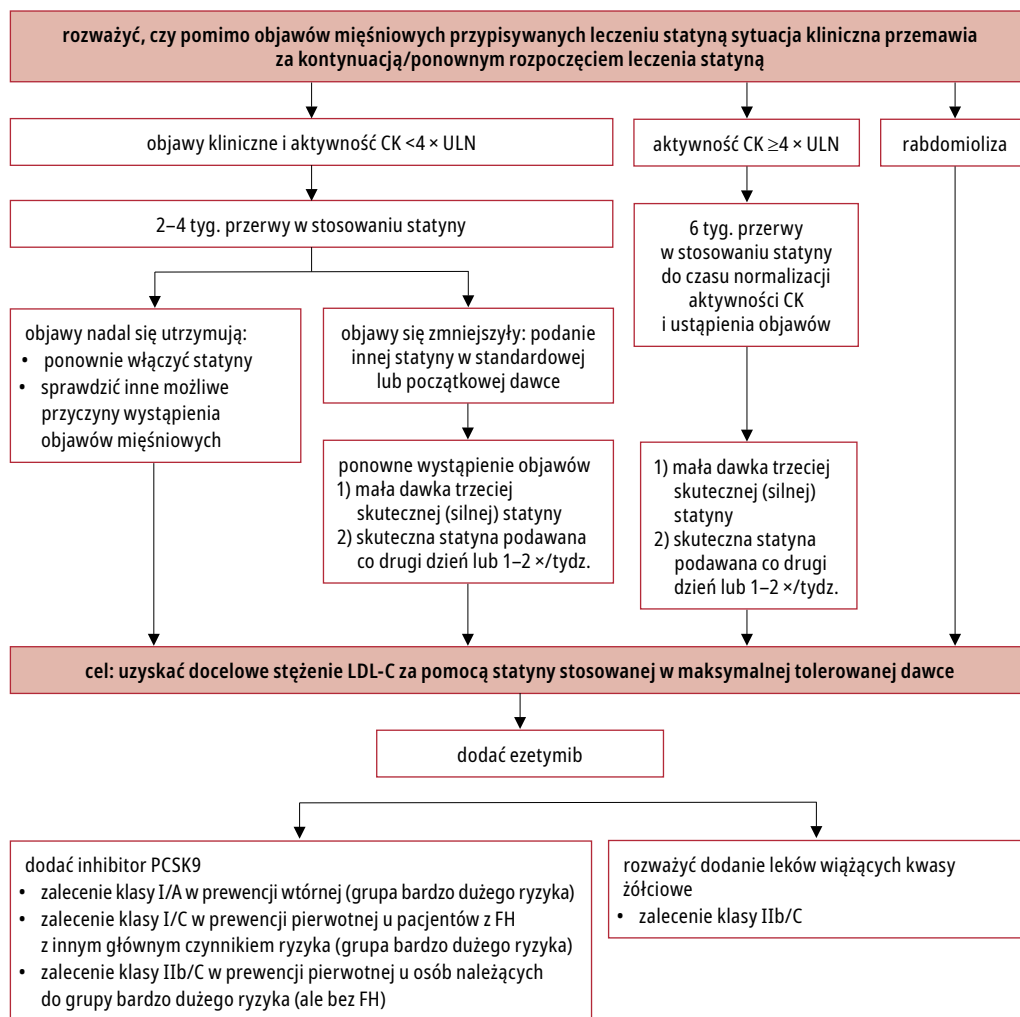 rozważyć, czy pomimo objawów mięśniowych przypisywanych leczeniu statyną sytuacja kliniczna przemawia
za kontynuacją/ponownym rozpoczęciem leczenia statyną
objawy kliniczne i aktywność CK <4 × ULN
aktywność CK ≥4 × ULN
rabdomioliza
2–4 tyg. przerwy w stosowaniu statyny
6 tyg. przerwy
w stosowaniu statyny
do czasu normalizacji
aktywności CK
i ustąpienia objawów
objawy nadal się utrzymują:
• ponownie włączyć statyny
• sprawdzić inne możliwe
przyczyny wystąpienia
objawów mięśniowych
objawy się zmniejszyły: podanie
innej statyny w standardowej
lub początkowej dawce
ponowne wystąpienie objawów
1) mała dawka trzeciej
skutecznej (silnej) statyny
2) skuteczna statyna podawana
co drugi dzień lub 1–2 ×/tydz.
1) mała dawka trzeciej
skutecznej (silnej)
statyny
2) skuteczna statyna
podawana co drugi
dzień lub 1–2 ×/tydz.
cel: uzyskać docelowe stężenie LDL-C za pomocą statyny stosowanej w maksymalnej tolerowanej dawce
dodać ezetymib
dodać inhibitor PCSK9
• zalecenie klasy I/A w prewencji wtórnej (grupa bardzo dużego ryzyka)
• zalecenie klasy I/C w prewencji pierwotnej u pacjentów z FH
z innym głównym czynnikiem ryzyka (grupa bardzo dużego ryzyka)
• zalecenie klasy IIb/C w prewencji pierwotnej u osób należących
do grupy bardzo dużego ryzyka (ale bez FH)
rozważyć dodanie leków wiążących kwasy
żółciowe
• zalecenie klasy IIb/C